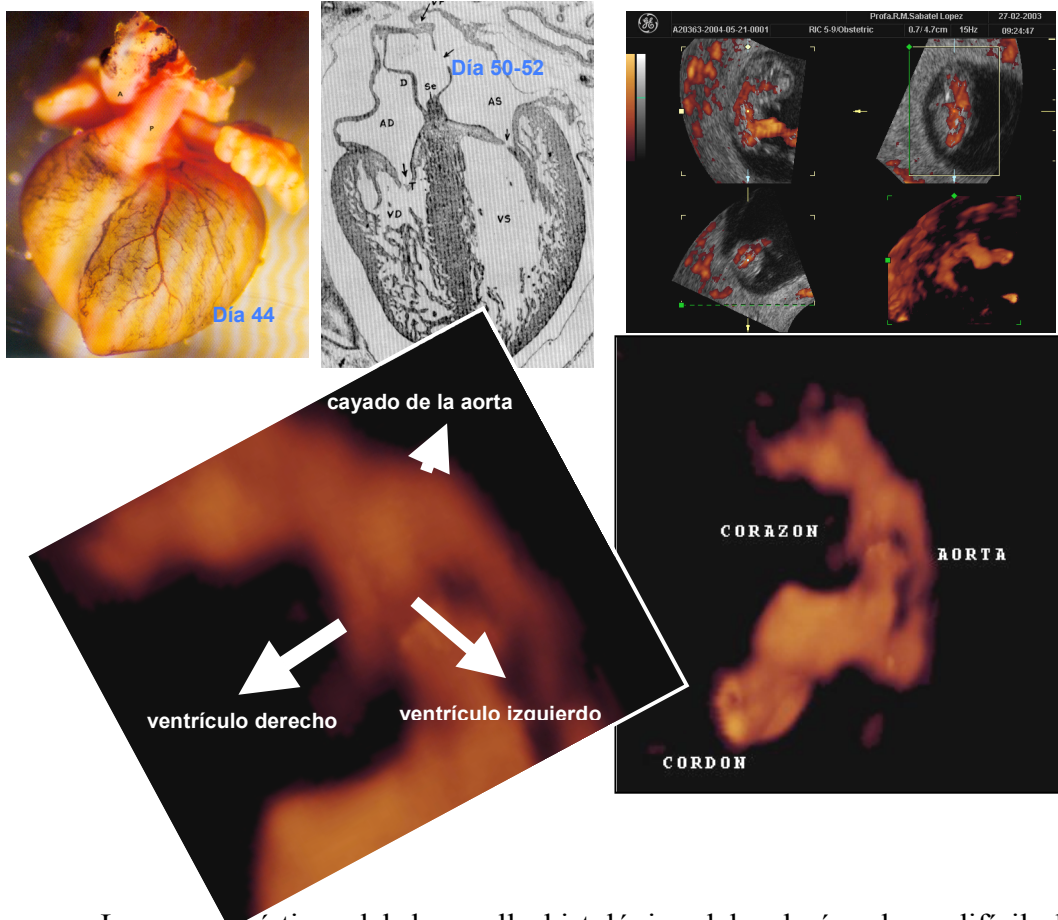 A
P
Día 44
VP
Día 50-52
D
Se
AS
AD
T
VD
VS
Profa.R.M.Sabatel Lopez
27-02-2003
A20363-2004-05-21-0001
RIC 5-9/Obstetric
0.7/ 4.7cm
15Hz
09:24:47
cayado de la aorta
ventrículo derecho
ventrículo izquierdo
CORAZON
AORTA
CORDON